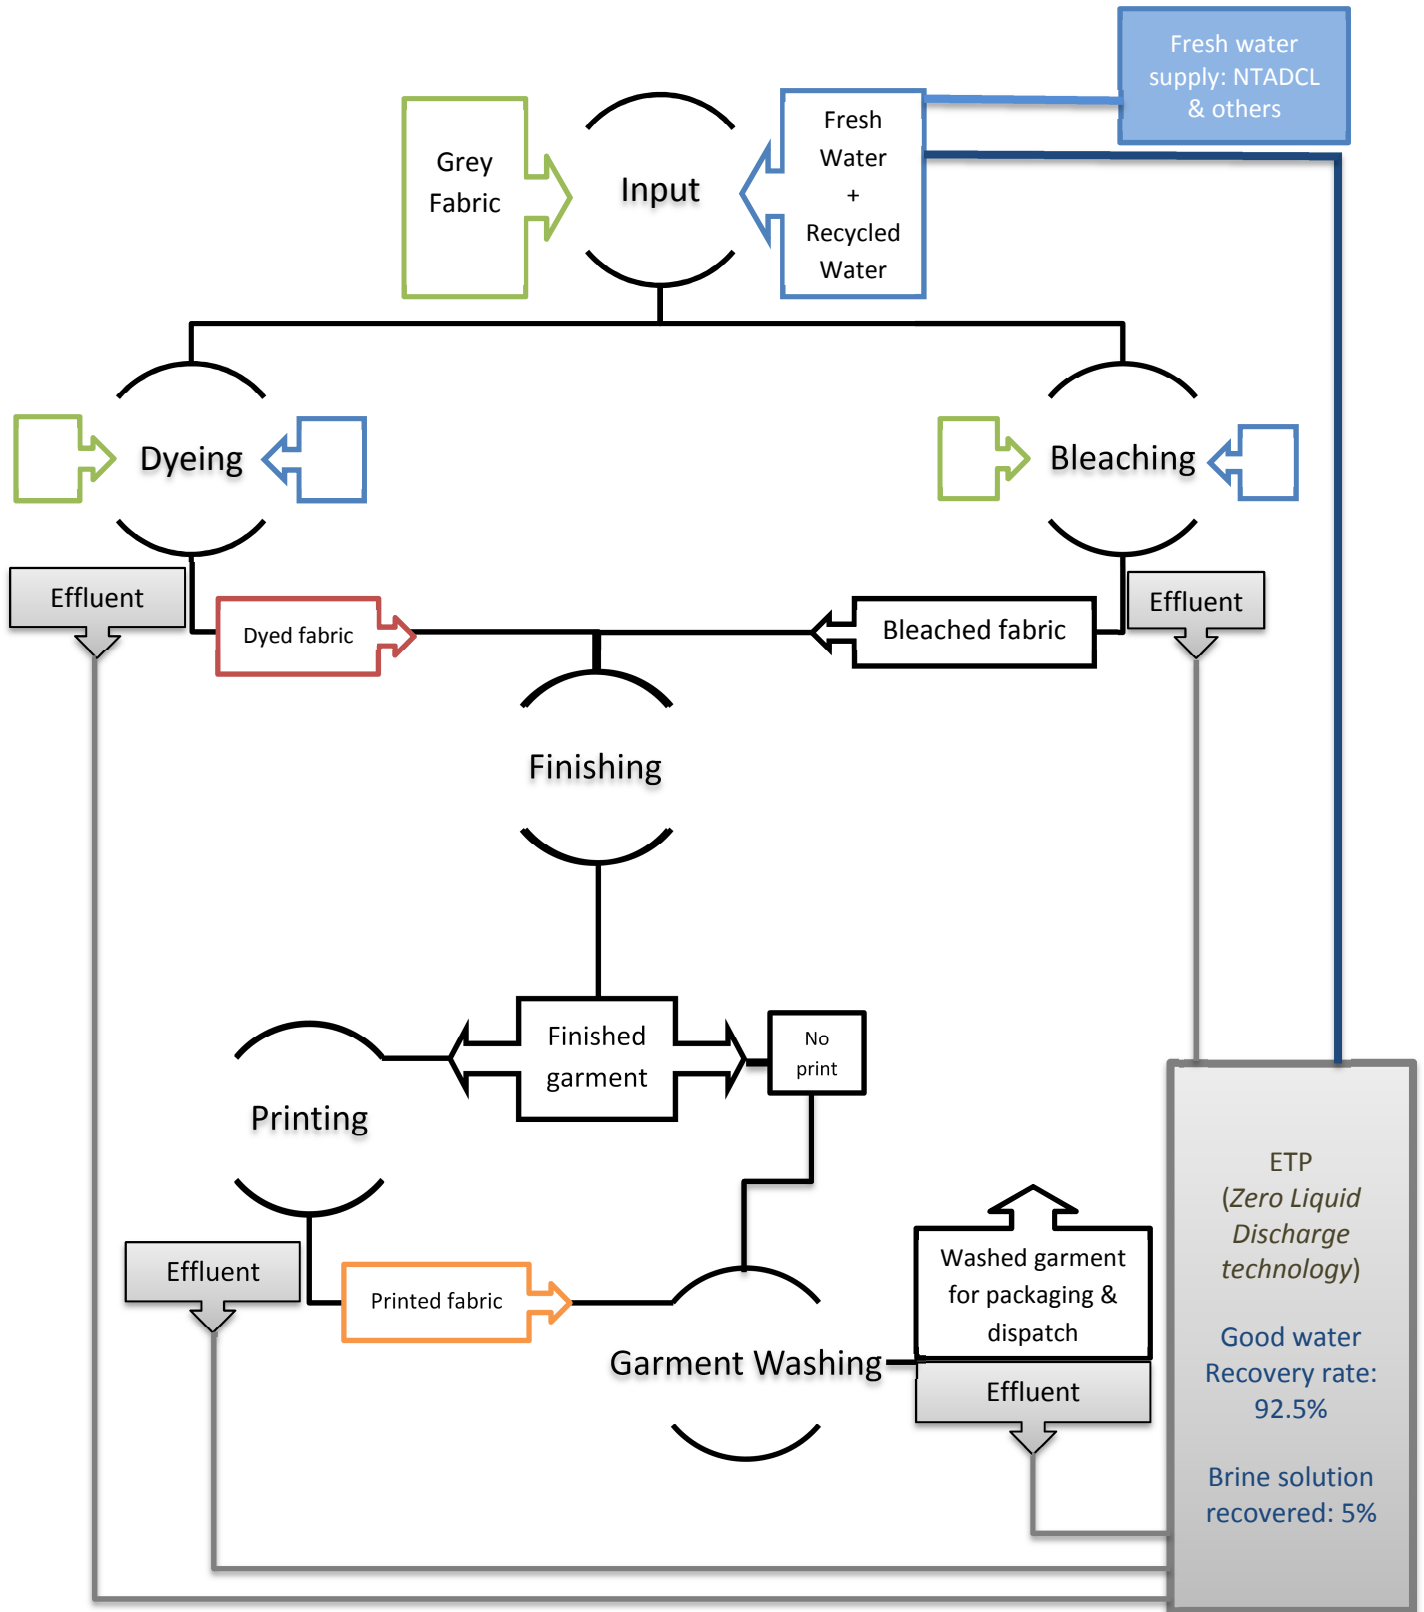 Fresh water
supply: NTADCL
& others
Grey
Fabric
Input
Fresh
Water
+
Recycled
Water
Dyeing
Bleaching
Effluent
Dyed fabric
Bleached fabric
Effluent
Finishing
Finished
garment
No
print
Printing
Effluent
Printed fabric
Garment Washing
Washed garment
for packaging &
dispatch
Effluent
ETP
(Zero Liquid
Discharge
technology)
Good water
Recovery rate:
92.5%
Brine solution
recovered: 5%